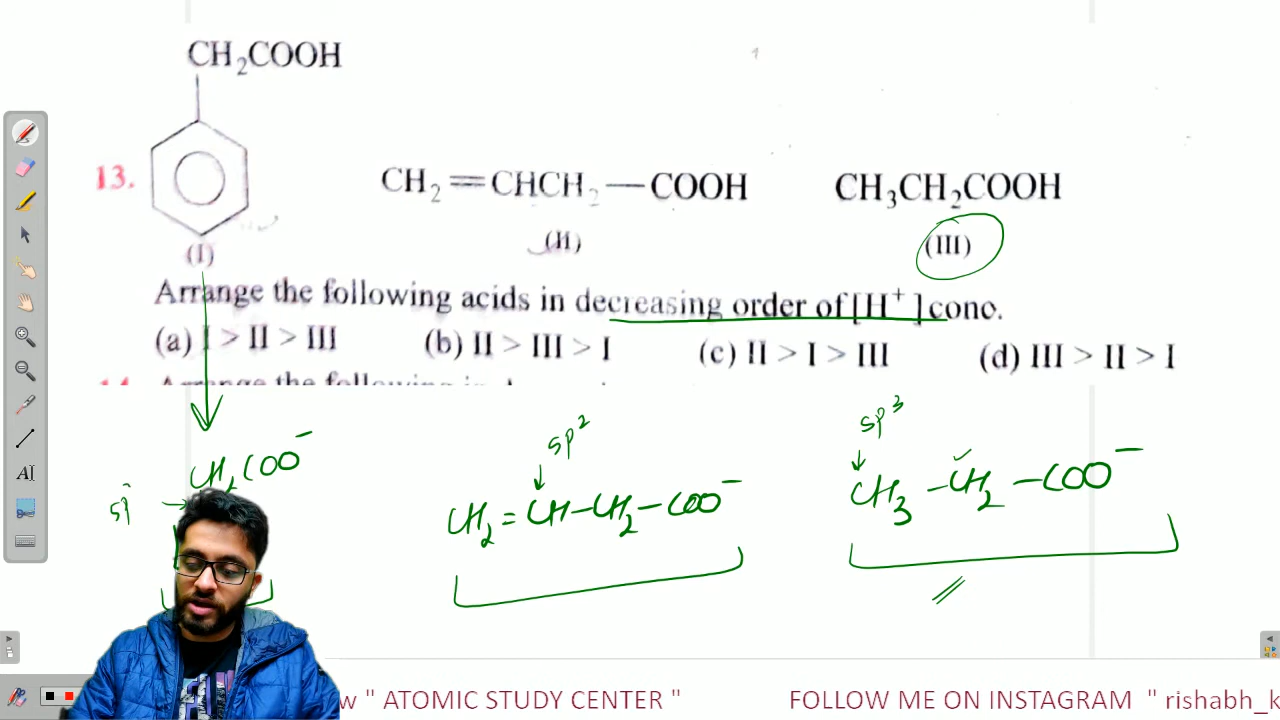 CH₂COOH
13.
CH₂=CHCH₂—COOH
CH₃CH₂COOH
(I)
(II)
(III)
Arrange the following acids in decreasing order of [H⁺] conc.
(a) I > II > III
(b) II > III > I
(c) II > I > III
(d) III > II > I
sp²
sp³
CH₂COO⁻
CH₂=CH-CH₂-COO⁻
CH₃-CH₂-COO⁻
AI
" ATOMIC STUDY CENTER "
FOLLOW ME ON INSTAGRAM " rishabh_k